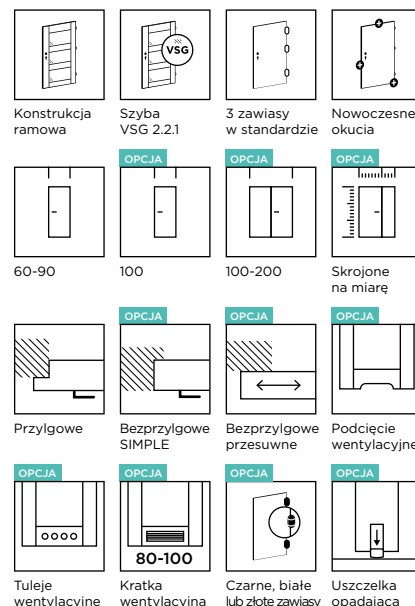 VSG
Konstrukcja
ramowa
Szyba
VSG 2.2.1
3 zawiasy
w standardzie
Nowoczesne
okucia
OPCJA
OPCJA
OPCJA
60-90
100
100-200
Skrojone
na miarę
OPCJA
OPCJA
OPCJA
Przylgowe
Bezprzylgowe
SIMPLE
Bezprzylgowe
przesuwne
Podcięcie
wentylacyjne
OPCJA
OPCJA
OPCJA
OPCJA
80-100
Tuleje
wentylacyjne
Kratka
wentylacyjna
Czarne, białe
lub złote zawiasy
Uszczelka
opadająca